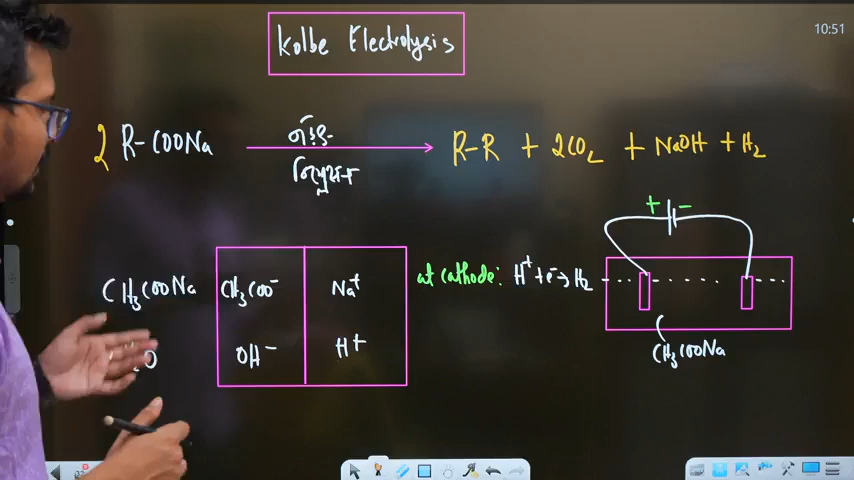 10:51
Kolbe Electrolysis
2 R-COONa → R-R + 2CO₂ + NaOH + H₂
তড়িৎ
বিশ্লেষণ
+ -
CH₃COONa CH₃COO⁻ Na⁺ at cathode: H⁺ + e⁻ → H₂
OH⁻ H⁺
CH₃COONa